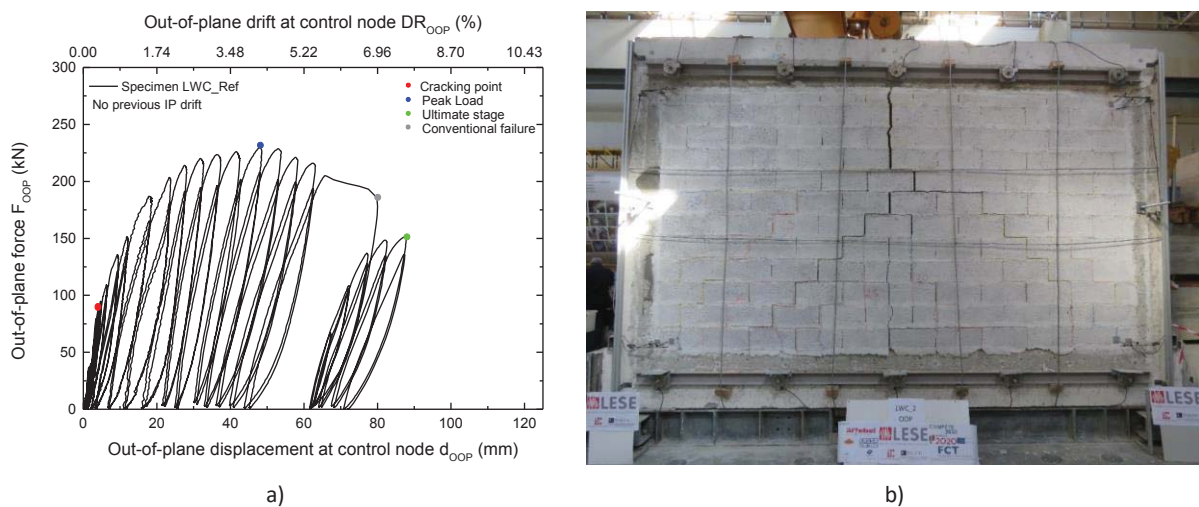 Out-of-plane drift at control node DR_OOP (%)
0.00 1.74 3.48 5.22 6.96 8.70 10.43
300
250
200
150
100
50
0
Out-of-plane force F_OOP (kN)
Specimen LWC_Ref
No previous IP drift
Cracking point
Peak Load
Ultimate stage
Conventional failure
0 20 40 60 80 100 120
Out-of-plane displacement at control node d_OOP (mm)
a)
LESE
LWC_2
OOP
LESE
2020
FCT
LESE
b)